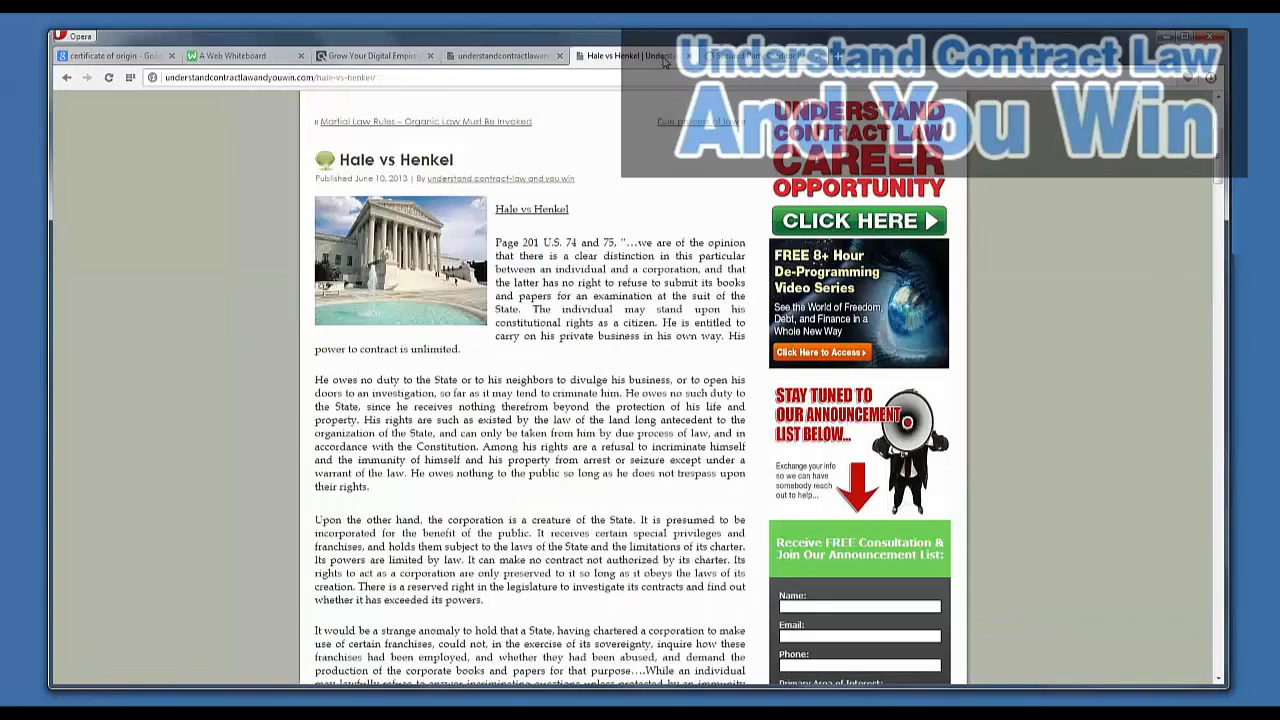 Opera
certificate of origin - Goo
A Web Whiteboard
Grow Your Digital Empire
understandcontractlawan
Hale vs Henkel | Underst
Secured Party Creditor
understandcontractlawandyouwin.com/hale-vs-henkel/
Understand Contract Law
And You Win
« Martial Law Rules – Organic Law Must Be Invoked
Due process of law »
Hale vs Henkel
Published June 10, 2013 | By understand contract-law and you win
Hale vs Henkel
Page 201 U.S. 74 and 75, "…we are of the opinion
that there is a clear distinction in this particular
between an individual and a corporation, and that
the latter has no right to refuse to submit its books
and papers for an examination at the suit of the
State. The individual may stand upon his
constitutional rights as a citizen. He is entitled to
carry on his private business in his own way. His
power to contract is unlimited.
He owes no duty to the State or to his neighbors to divulge his business, or to open his
doors to an investigation, so far as it may tend to criminate him. He owes no such duty to
the State, since he receives nothing therefrom beyond the protection of his life and
property. His rights are such as existed by the law of the land long antecedent to the
organization of the State, and can only be taken from him by due process of law, and in
accordance with the Constitution. Among his rights are a refusal to incriminate himself
and the immunity of himself and his property from arrest or seizure except under a
warrant of the law. He owes nothing to the public so long as he does not trespass upon
their rights.
Upon the other hand, the corporation is a creature of the State. It is presumed to be
incorporated for the benefit of the public. It receives certain special privileges and
franchises, and holds them subject to the laws of the State and the limitations of its charter.
Its powers are limited by law. It can make no contract not authorized by its charter. Its
rights to act as a corporation are only preserved to it so long as it obeys the laws of its
creation. There is a reserved right in the legislature to investigate its contracts and find out
whether it has exceeded its powers.
It would be a strange anomaly to hold that a State, having chartered a corporation to make
use of certain franchises, could not, in the exercise of its sovereignty, inquire how these
franchises had been employed, and whether they had been abused, and demand the
production of the corporate books and papers for that purpose….While an individual
may lawfully refuse to answer incriminating questions unless protected by an immunity
UNDERSTAND
CONTRACT LAW
CAREER
OPPORTUNITY
CLICK HERE
FREE 8+ Hour
De-Programming
Video Series
See the World of Freedom,
Debt, and Finance in a
Whole New Way
Click Here to Access
STAY TUNED TO
OUR ANNOUNCEMENT
LIST BELOW...
Exchange your info
so we can have
somebody reach
out to help...
Receive FREE Consultation &
Join Our Announcement List:
Name:
Email:
Phone:
Primary Area of Interest: